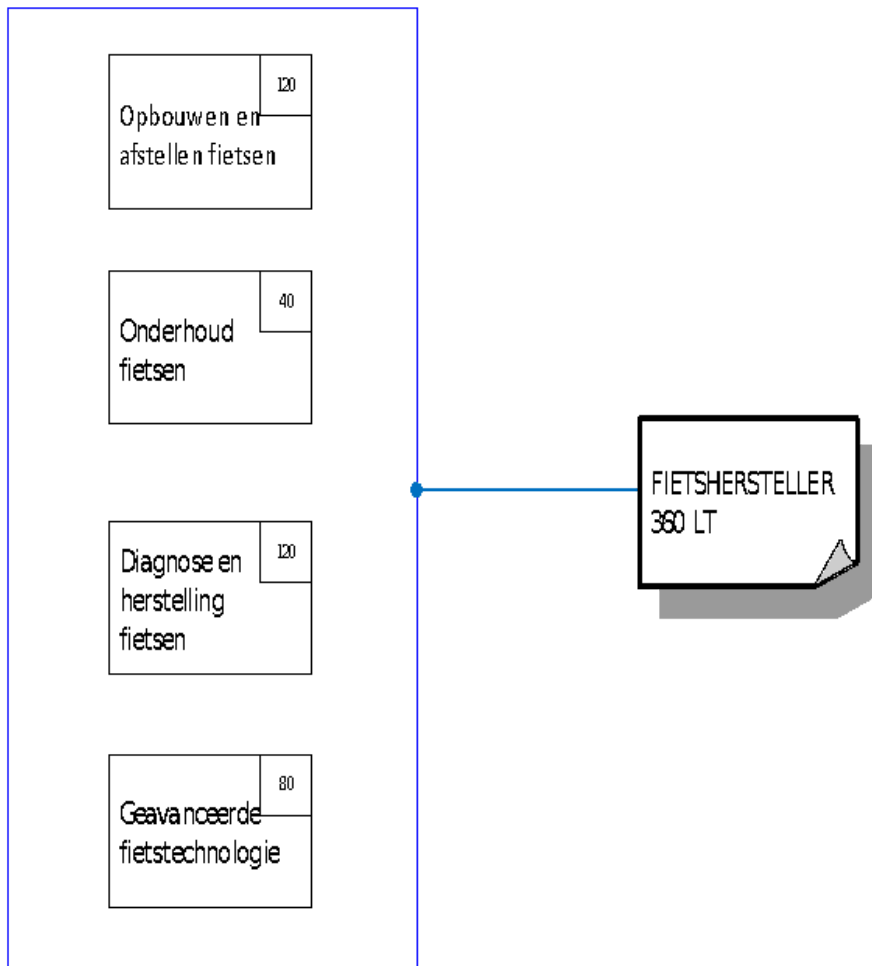 120
Opbouwen en
afstellen fietsen
40
Onderhoud
fietsen
120
Diagnose en
herstelling
fietsen
80
Geavanceerde
fietstechnologie
FIETSHERSTELLER
360 LT